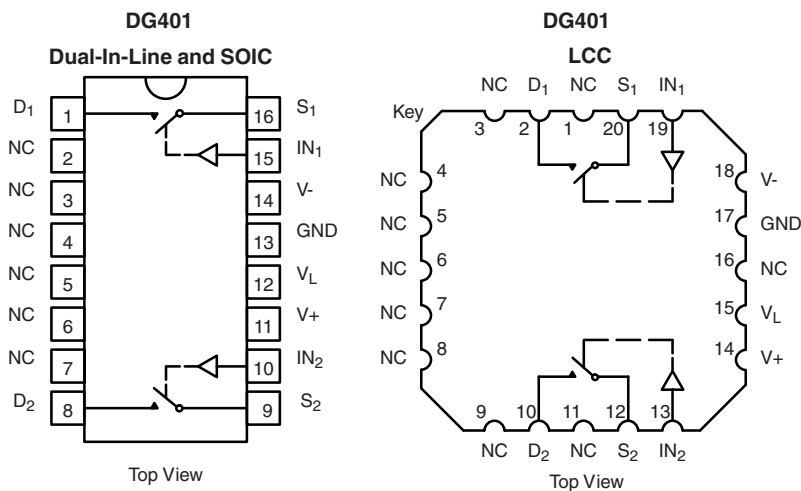 DG401
Dual-In-Line and SOIC
D1 1 16 S1
NC 2 15 IN1
NC 3 14 V-
NC 4 13 GND
NC 5 12 VL
NC 6 11 V+
NC 7 10 IN2
D2 8 9 S2
Top View
DG401
LCC
NC D1 NC S1 IN1
Key 3 2 1 20 19
NC 4 18 V-
NC 5 17 GND
NC 6 16 NC
NC 7 15 VL
NC 8 14 V+
9 10 11 12 13
NC D2 NC S2 IN2
Top View